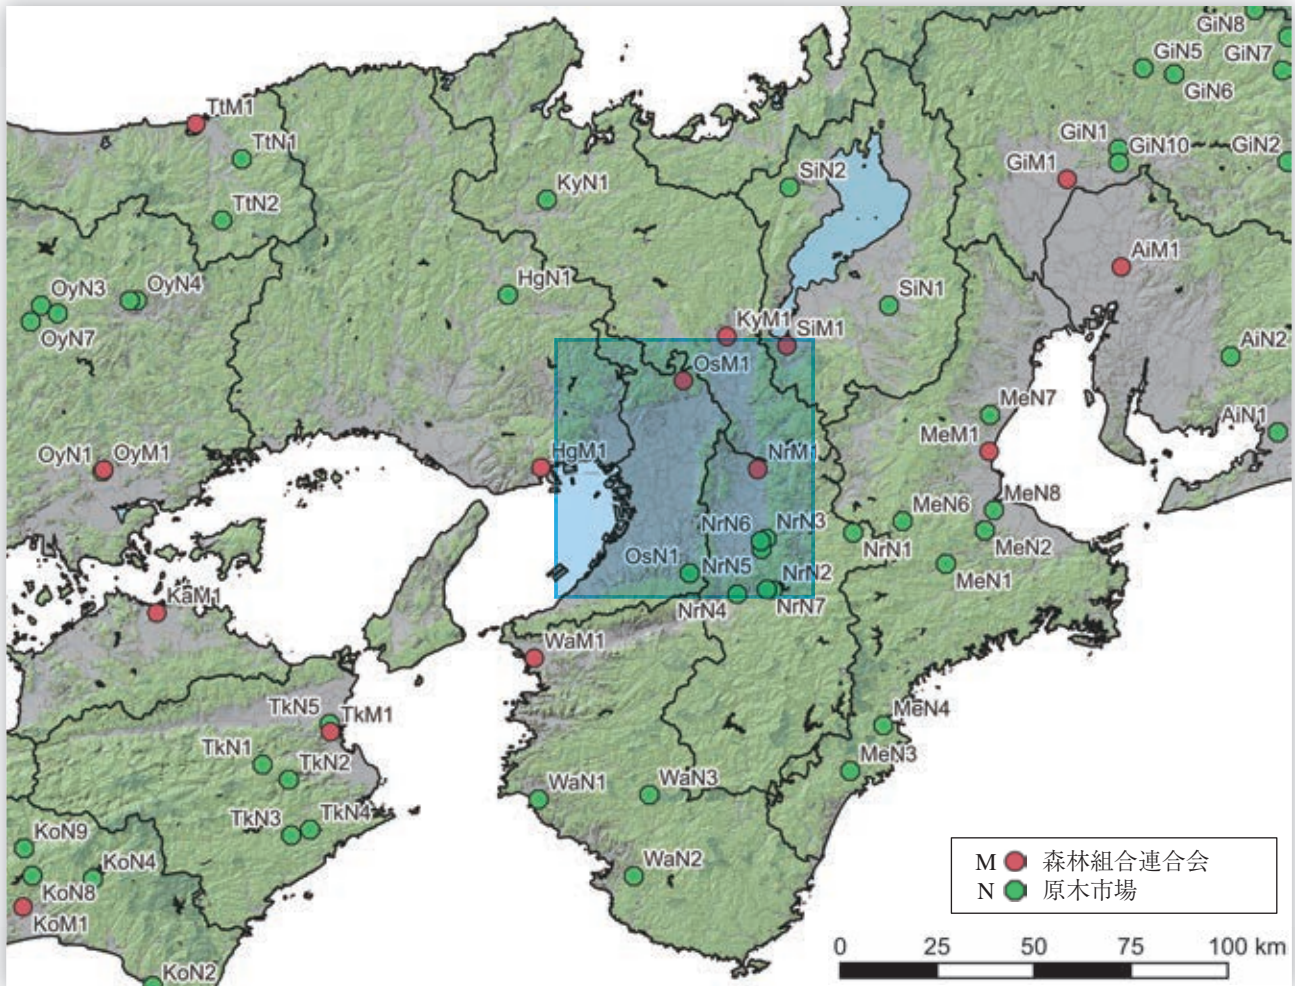 GiN8
GiN5
GiN7
GiN6
TtM1
TtN1
GiN1
GiN10
GiN2
GiM1
SiN2
KyN1
TtN2
AiM1
HgN1
OyN3
OyN4
SiN1
OyN7
KyM1
SiM1
AiN2
OsM1
MeN7
AiN1
MeM1
OyN1
OyM1
HgM1
NrM1
MeN8
MeN6
NrN6
NrN3
NrN1
MeN2
OsN1
NrN5
NrN2
MeN1
KaM1
NrN4
NrN7
WaM1
TkN5
TkM1
MeN4
TkN1
TkN2
MeN3
WaN1
WaN3
TkN3
TkN4
KoN9
KoN4
WaN2
KoN8
KoM1
KoN2
M 森林組合連合会
N 原木市場
0 25 50 75 100 km